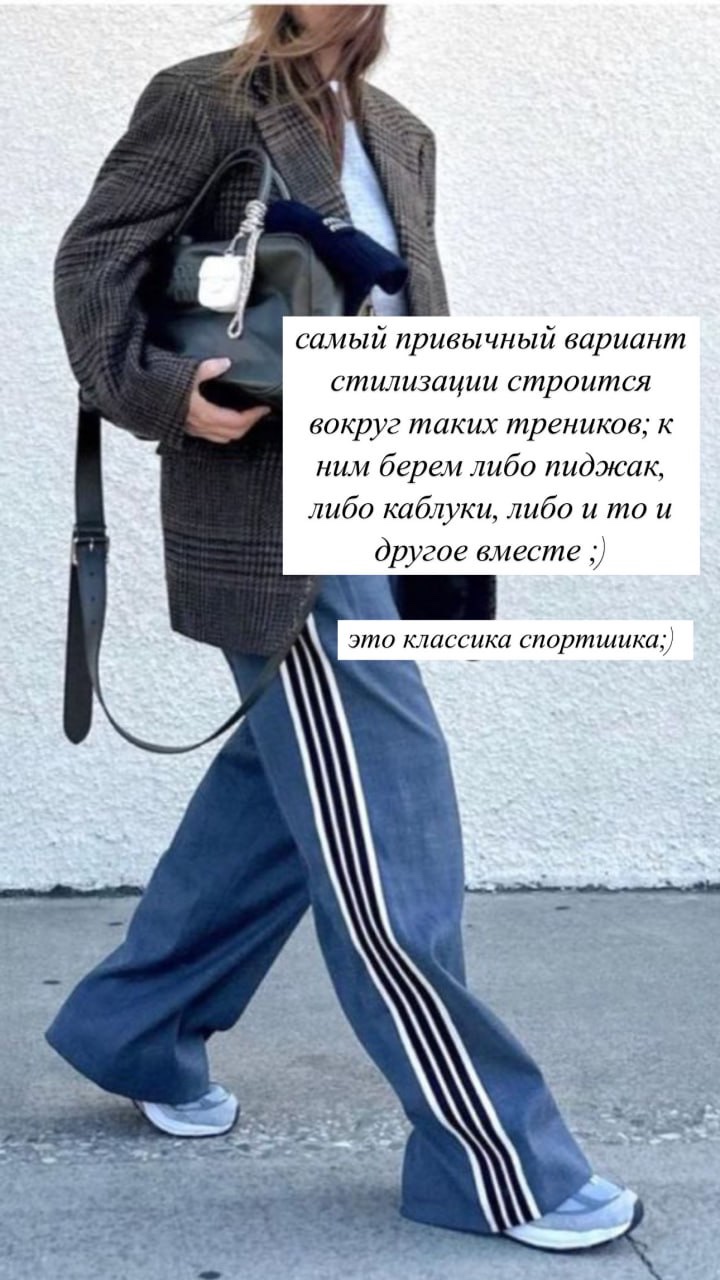 самый привычный вариант
стилизации строится
вокруг таких треников; к
ним берем либо пиджак,
либо каблуки, либо и то и
другое вместе ;)
это классика спортшика;)